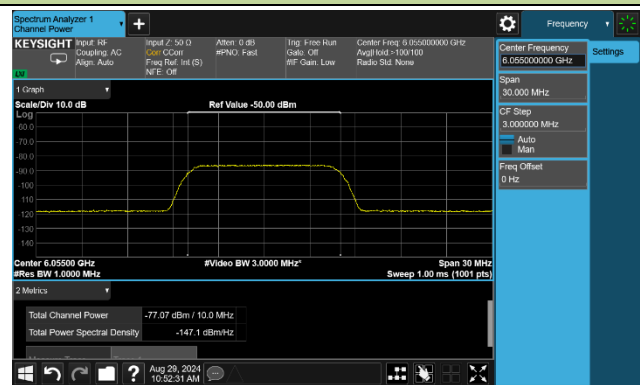 Spectrum Analyzer 1
Channel Power
Frequency
KEYSIGHT
Input: RF
Coupling: AC
Align: Auto
Input Z: 50 Ω
Corr CCorr
Freq Ref: Int (S)
NFE: Off
Atten: 0 dB
#PNO: Fast
Trig: Free Run
Gate: Off
#IF Gain: Low
Center Freq: 6.055000000 GHz
Avg|Hold:>100/100
Radio Std: None
Center Frequency
6.055000000 GHz
Settings
Span
30.000 MHz
CF Step
3.000000 MHz
Auto
Man
Freq Offset
0 Hz
1 Graph
Scale/Div 10.0 dB
Ref Value -50.00 dBm
Log
-60.0
-70.0
-80.0
-90.0
-100
-110
-120
-130
-140
Center 6.05500 GHz
#Video BW 3.0000 MHz*
Span 30 MHz
#Res BW 1.0000 MHz
Sweep 1.00 ms (1001 pts)
2 Metrics
Total Channel Power
-77.07 dBm / 10.0 MHz
Total Power Spectral Density
-147.1 dBm/Hz
Aug 29, 2024
10:52:31 AM